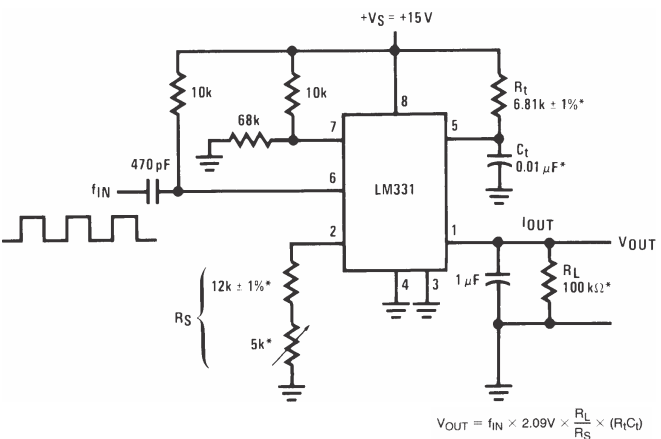 +VS = +15V
10k
10k
8
Rt
6.81k ± 1%*
68k
7
5
Ct
0.01 µF*
470 pF
fIN
6
LM331
2
1
IOUT
VOUT
12k ± 1%*
4
3
1 µF
RL
100 kΩ*
RS
5k*
VOUT = fIN × 2.09V × RL/RS × (RtCt)